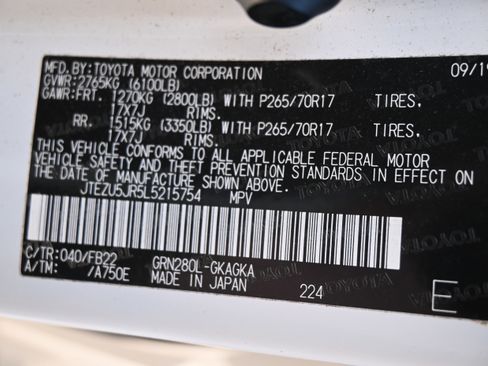 MFD.BY:TOYOTA MOTOR CORPORATION 09/19
GVWR:2765KG (6100LB)
GAWR:FRT. 1270KG (2800LB) WITH P265/70R17 TIRES,
17X7J RIMS,
RR. 1515KG (3350LB) WITH P265/70R17 TIRES,
17X7J RIMS.
THIS VEHICLE CONFORMS TO ALL APPLICABLE FEDERAL MOTOR
VEHICLE SAFETY AND THEFT PREVENTION STANDARDS IN EFFECT ON
THE DATE OF MANUFACTURE SHOWN ABOVE.
JTEZU5JR5L5215754 MPV
C/TR:040/FB22 GRN280L-GKAGKA
A/TM: /A750E MADE IN JAPAN 224 E